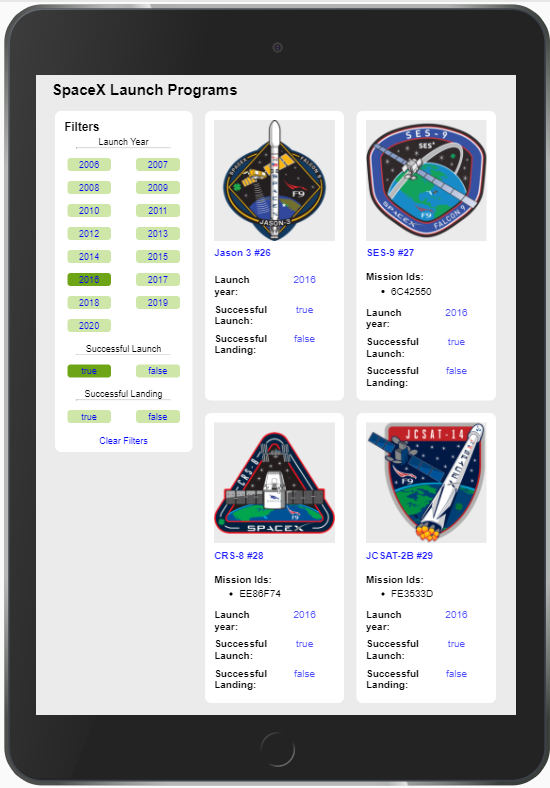 SpaceX Launch Programs
Filters
Launch Year
2006 2007
2008 2009
2010 2011
2012 2013
2014 2015
2016 2017
2018 2019
2020
Successful Launch
true false
Successful Landing
true false
Clear Filters
SPACEX FALCON 9
F9
JASON-3
Jason 3 #26
Launch year: 2016
Successful Launch: true
Successful Landing: false
SES-9
SES
F9
SPACEX FALCON 9
SES-9 #27
Mission Ids:
• 6C42550
Launch year: 2016
Successful Launch: true
Successful Landing: false
CRS-8
F9
SPACEX
CRS-8 #28
Mission Ids:
• EE86F74
Launch year: 2016
Successful Launch: true
Successful Landing: false
JCSAT-14
SPACEX
F9
JCSAT-2B #29
Mission Ids:
• FE3533D
Launch year: 2016
Successful Launch: true
Successful Landing: false